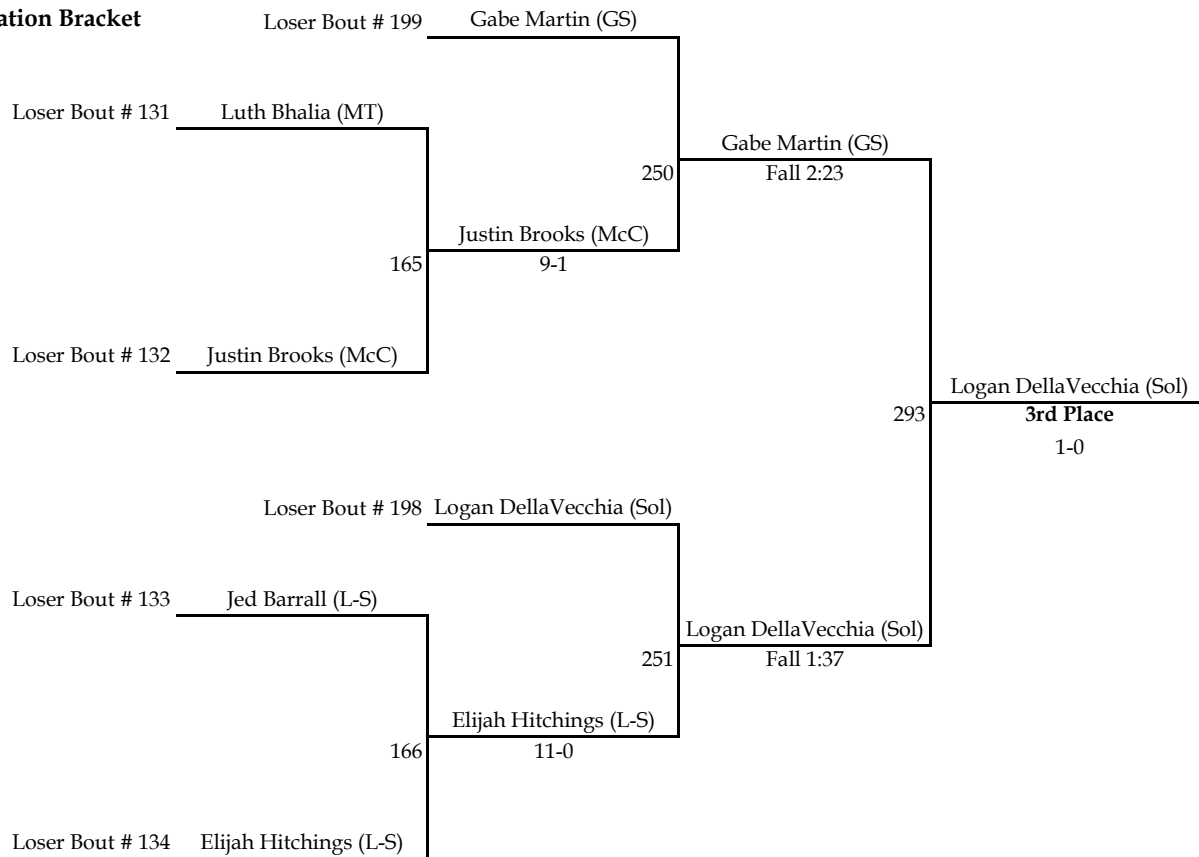 ation Bracket
Loser Bout # 199
Gabe Martin (GS)
Loser Bout # 131
Luth Bhalia (MT)
Gabe Martin (GS)
250
Fall 2:23
Justin Brooks (McC)
165
9-1
Loser Bout # 132
Justin Brooks (McC)
Logan DellaVecchia (Sol)
293
3rd Place
1-0
Loser Bout # 198
Logan DellaVecchia (Sol)
Loser Bout # 133
Jed Barrall (L-S)
Logan DellaVecchia (Sol)
251
Fall 1:37
Elijah Hitchings (L-S)
166
11-0
Loser Bout # 134
Elijah Hitchings (L-S)